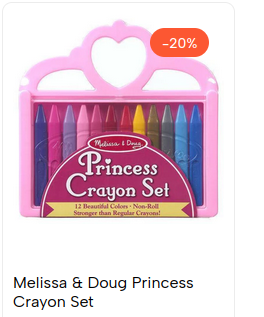 -20%
Melissa & Doug
Princess
Crayon Set
12 Beautiful Colors • Non-Roll
Stronger than Regular Crayons!
Melissa & Doug Princess
Crayon Set